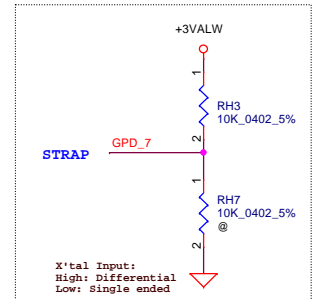 +3VALW
1
RH3
10K_0402_5%
2
GPD_7
STRAP
1
RH7
10K_0402_5%
@
2
X'tal Input:
High: Differential
Low: Single ended